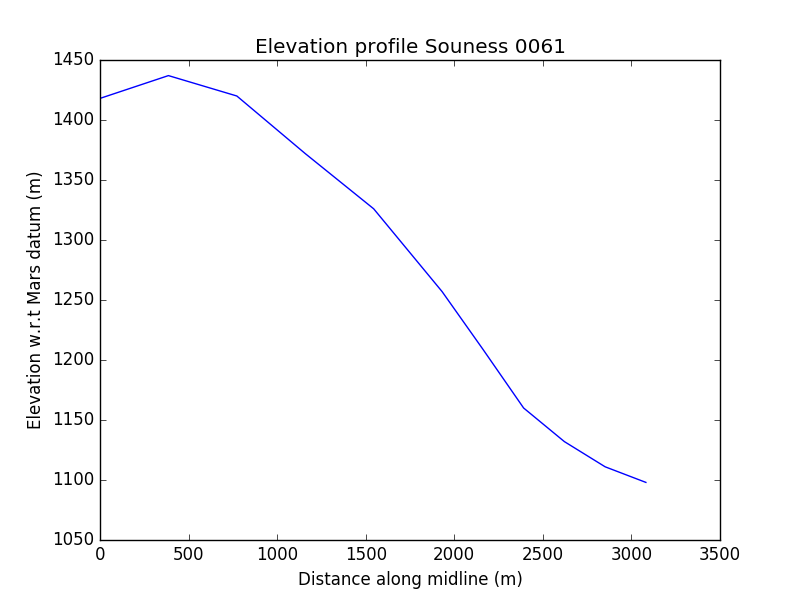 Elevation profile Souness 0061
1450
1400
1350
1300
1250
1200
1150
1100
1050
Elevation w.r.t Mars datum (m)
0 500 1000 1500 2000 2500 3000 3500
Distance along midline (m)